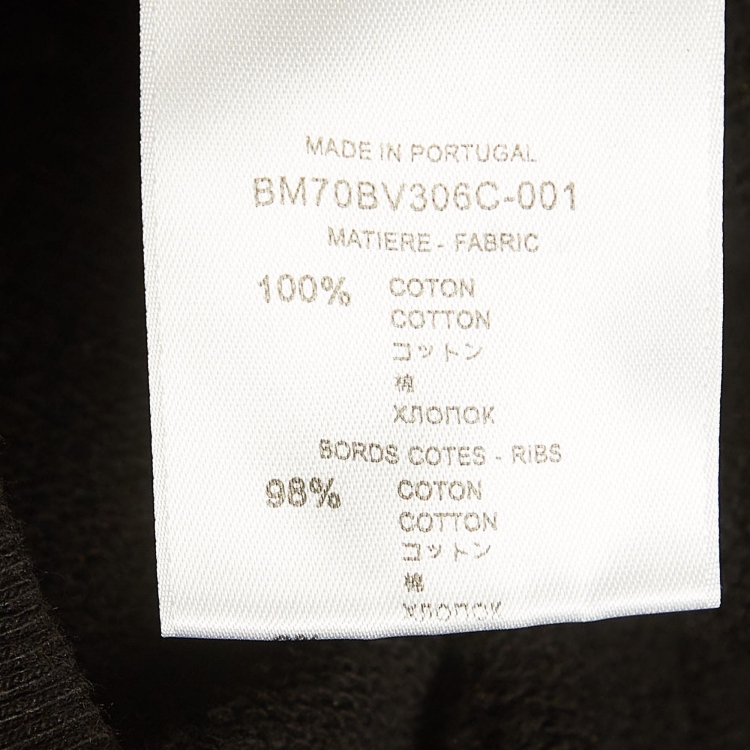 MADE IN PORTUGAL
BM70BV306C-001
MATIERE - FABRIC
100% COTON
COTTON
コットン
棉
ХЛОПОК
BORDS COTES - RIBS
98% COTON
COTTON
コットン
棉
ХЛОПОК